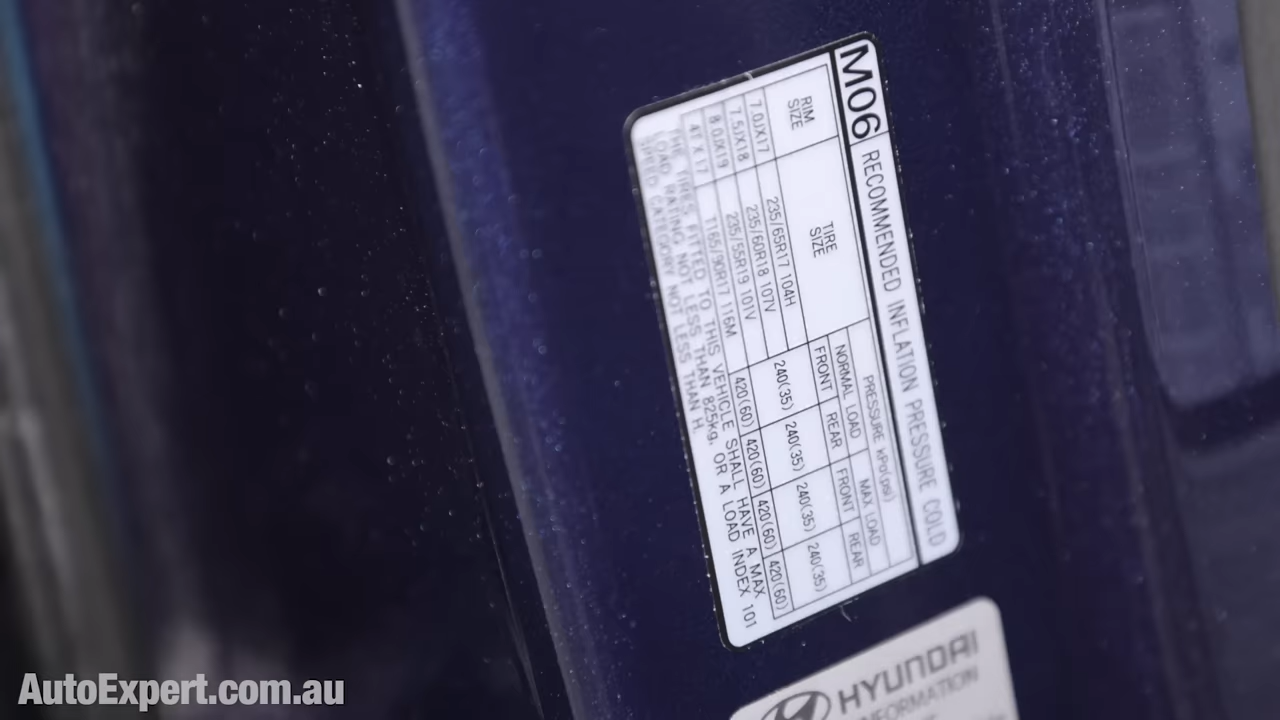 M06 RECOMMENDED INFLATION PRESSURE COLD
RIM SIZE TIRE SIZE PRESSURE kPa(psi)
NORMAL LOAD MAX LOAD
FRONT REAR FRONT REAR
7.0JX17 235/65R17 104H 240(35) 240(35) 240(35) 240(35)
7.5JX18 235/60R18 107V
8.0JX19 235/55R19 101V
4T X 17 T165/90R17 116M 420(60) 420(60) 420(60) 420(60)
THE TIRES FITTED TO THIS VEHICLE SHALL HAVE A MAX
LOAD RATING NOT LESS THAN 825kg, OR A LOAD INDEX 101
SPEED CATEGORY NOT LESS THAN H.
HYUNDAI
INFORMATION
AutoExpert.com.au